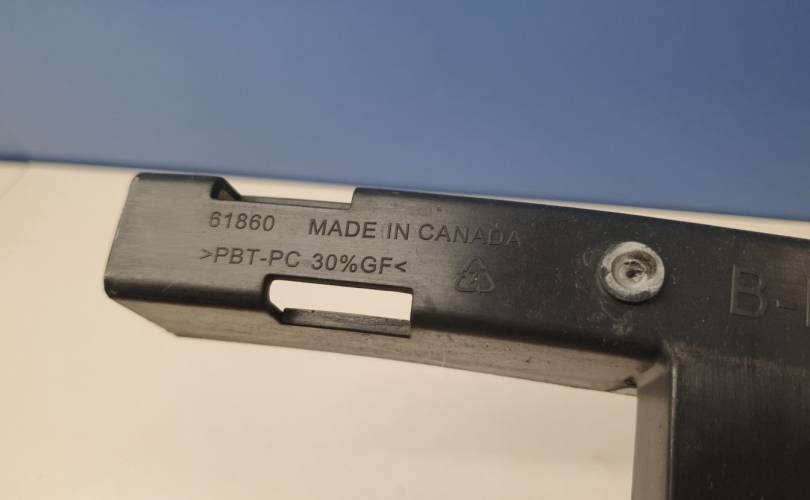 61860 MADE IN CANADA
>PBT-PC 30%GF<
B-